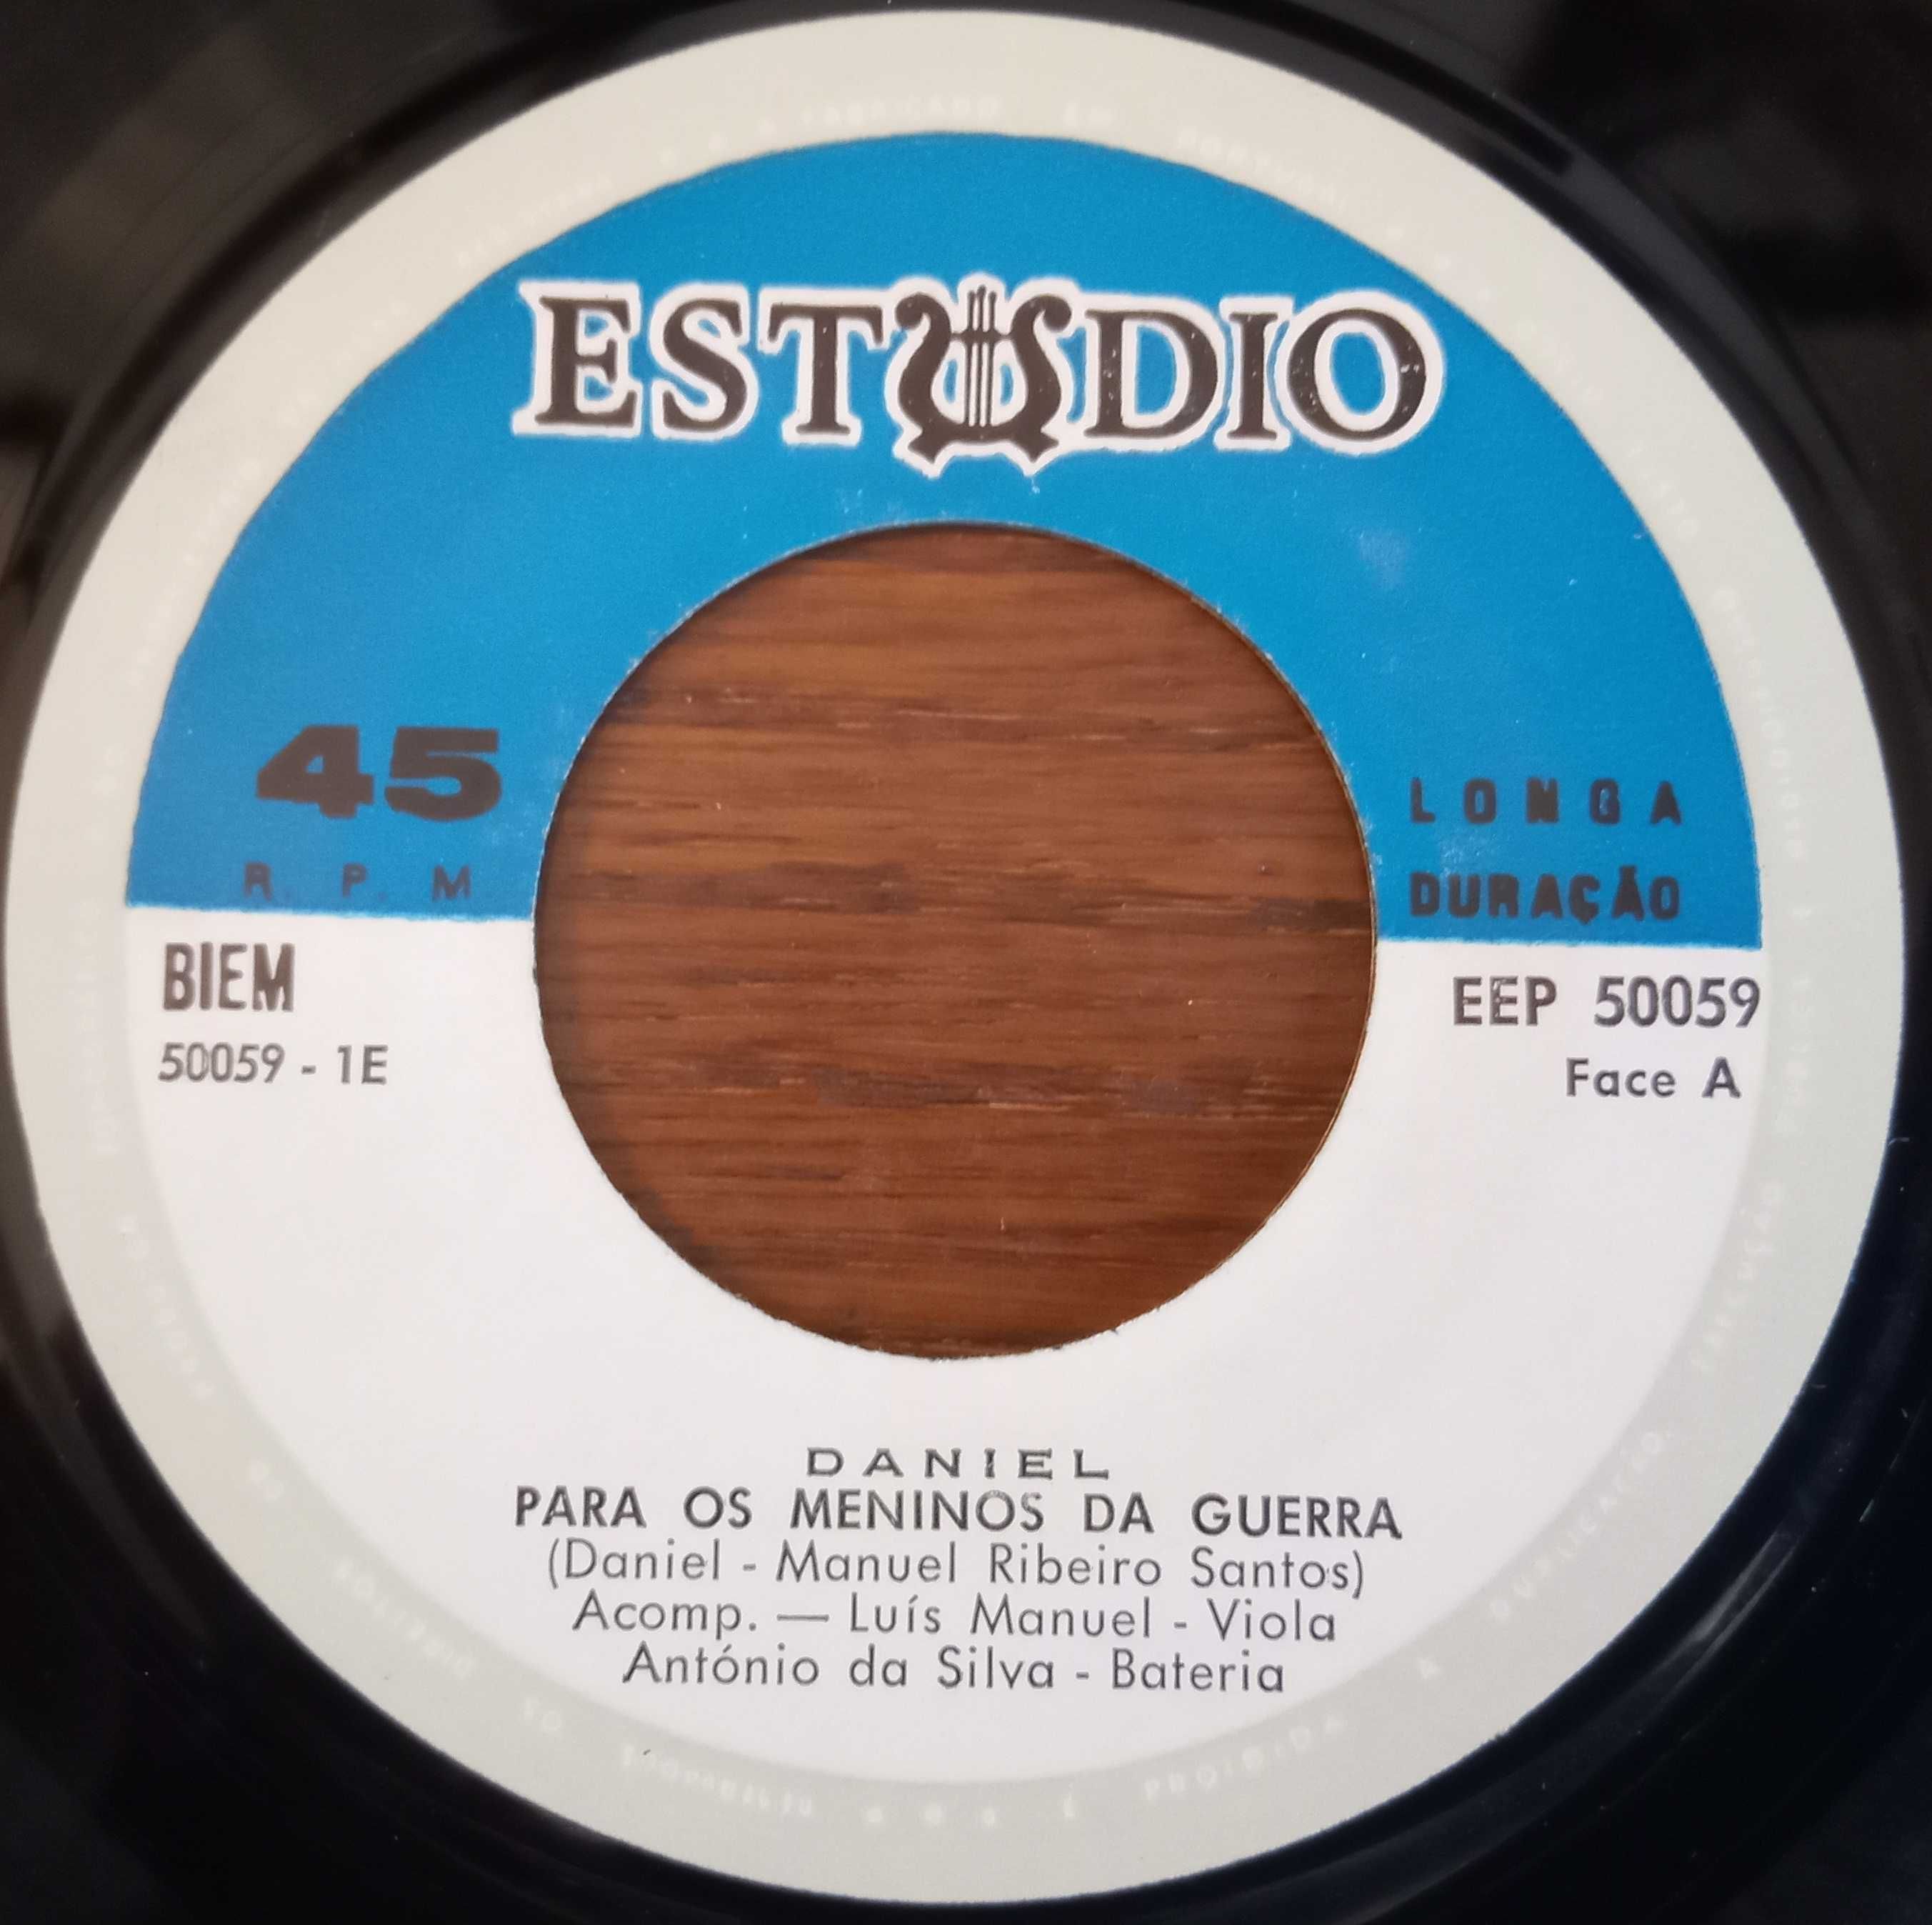 ESTUDIO
45
R. P. M
LONGA
DURAÇÃO
BIEM
50059 - 1E
EEP 50059
Face A
DANIEL
PARA OS MENINOS DA GUERRA
(Daniel - Manuel Ribeiro Santos)
Acomp. — Luís Manuel - Viola
António da Silva - Bateria